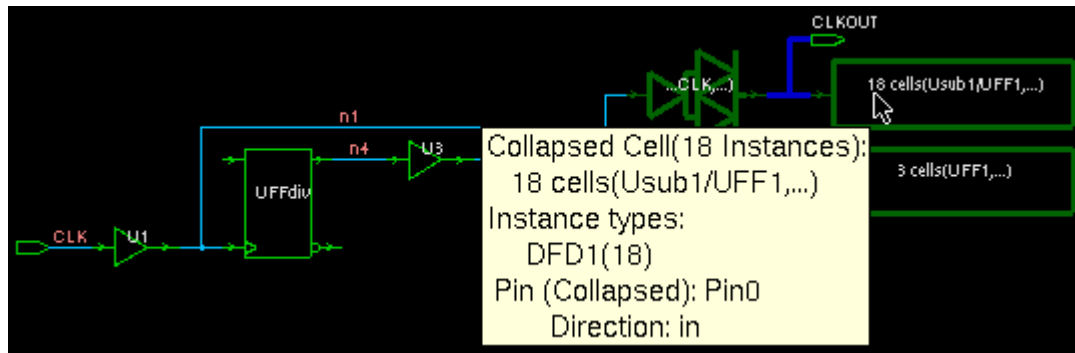 CLKOUT
...CLK,...)
18 cells(Usub1/UFF1,...)
n1
n4
U3
Collapsed Cell(18 Instances):
18 cells(Usub1/UFF1,...)
Instance types:
DFD1(18)
Pin (Collapsed): Pin0
Direction: in
3 cells(UFF1,...)
UFFdiv
CLK
U1